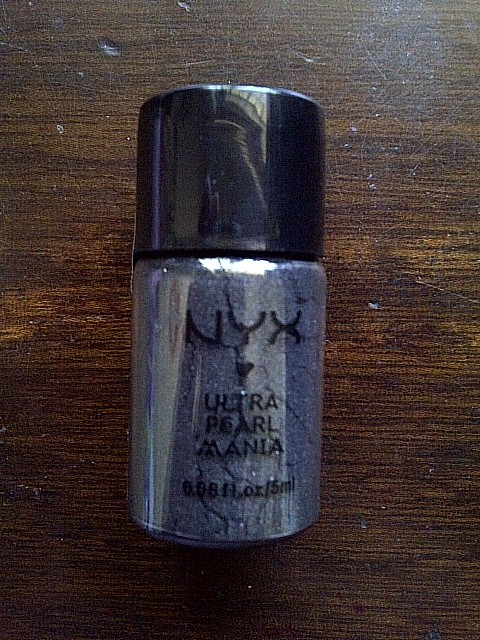 NYX
ULTRA
PEARL
MANIA
0.06 fl.oz/5ml